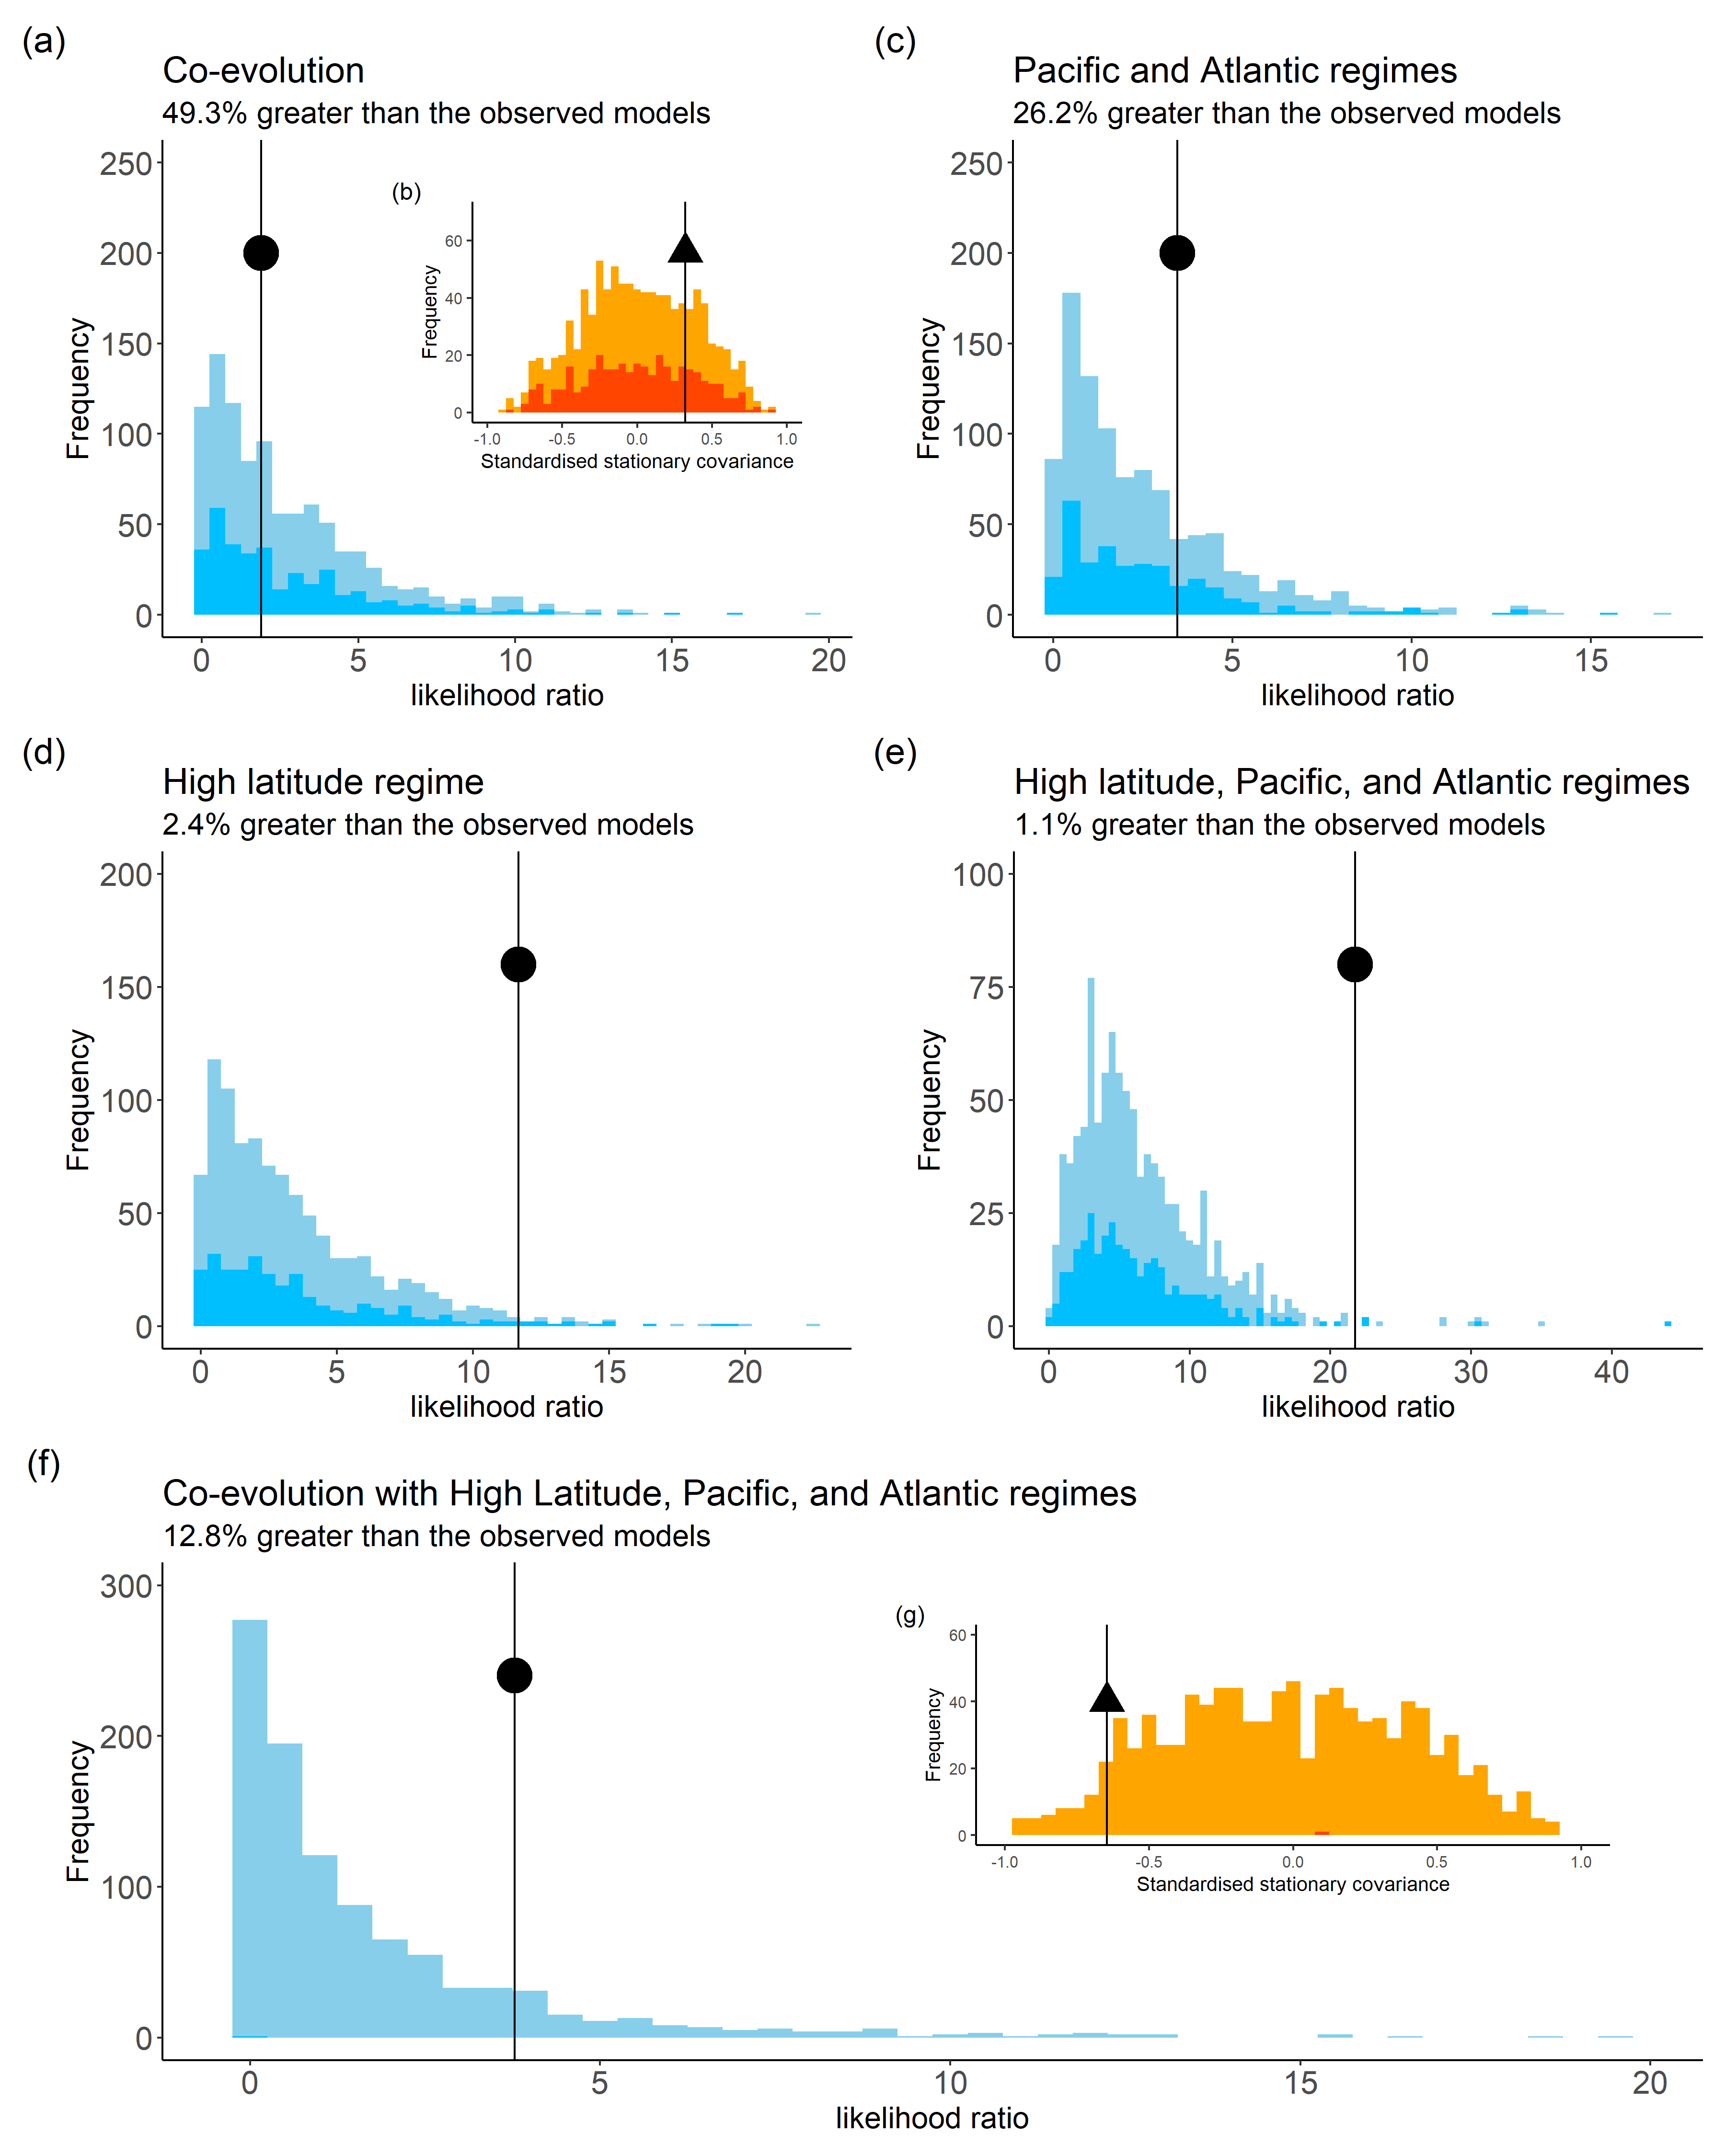 (a)
Co-evolution
49.3% greater than the observed models
250
200
150
100
50
0
Frequency
0 5 10 15 20
likelihood ratio
(b)
60
40
20
0
Frequency
-1.0 -0.5 0.0 0.5 1.0
Standardised stationary covariance
(c)
Pacific and Atlantic regimes
26.2% greater than the observed models
250
200
150
100
50
0
Frequency
0 5 10 15
likelihood ratio
(d)
High latitude regime
2.4% greater than the observed models
200
150
100
50
0
Frequency
0 5 10 15 20
likelihood ratio
(e)
High latitude, Pacific, and Atlantic regimes
1.1% greater than the observed models
100
75
50
25
0
Frequency
0 10 20 30 40
likelihood ratio
(f)
Co-evolution with High Latitude, Pacific, and Atlantic regimes
12.8% greater than the observed models
300
200
100
0
Frequency
0 5 10 15 20
likelihood ratio
(g)
60
40
20
0
Frequency
-1.0 -0.5 0.0 0.5 1.0
Standardised stationary covariance